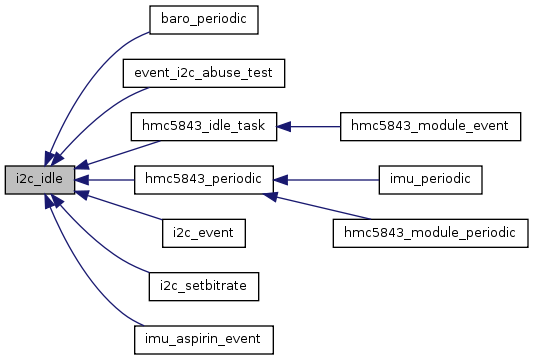 baro_periodic
event_i2c_abuse_test
hmc5843_idle_task
hmc5843_module_event
i2c_idle
hmc5843_periodic
imu_periodic
i2c_event
hmc5843_module_periodic
i2c_setbitrate
imu_aspirin_event